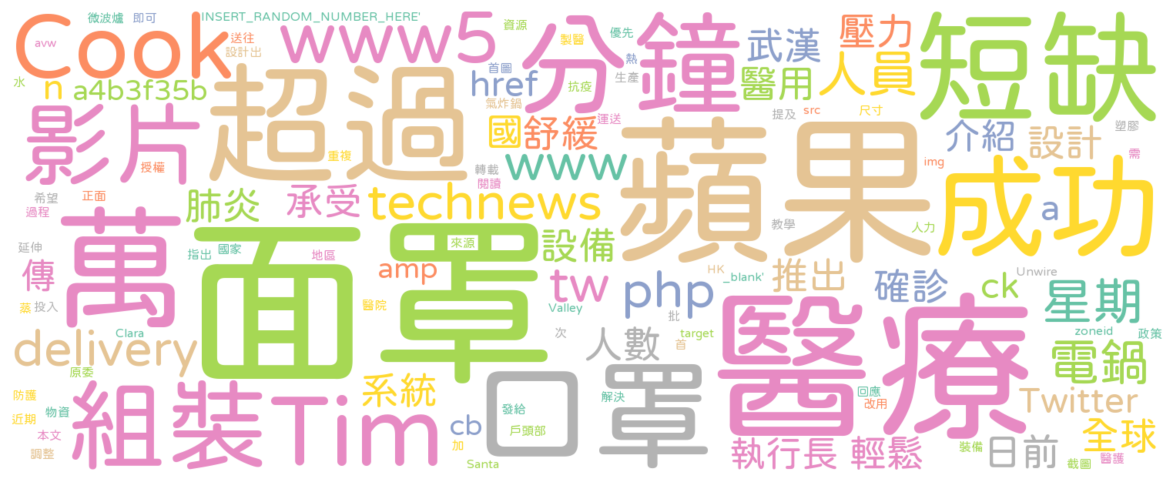 微波爐 即可 INSERT_RANDOM_NUMBER_HERE' 資源 優先
avw Cook 送往 設計出 www5 分鐘 製醫 熱 武漢 壓力 短缺
水 n a4b3f35b 超過 首圖 href 抗疫 生產 醫用 人員
氣炸鍋 運送 提及 src 尺寸
影片 授權 重複 國 舒緩 蘋果 介紹 設計 塑膠
www img 需
希望 正面 轉載 閱讀 成功
過程 肺炎 承受 technews 教學 a 人力
延伸 指出 國家 地區 來源 設備
傳 萬 面罩 amp tw php HK _blank' 推出 確診 Unwire ck 星期
蒸 投入 醫院 Valley 批
Clara 次 target 醫療 zoneid 政策
delivery 人數 首 電鍋
原委 系統 口罩 回應
防護 物資 組裝 Tim 解決 改用 Twitter
近期 發給 全球
本文 cb 戶頭部 裝備
調整 加 執行長 輕鬆 日前 醫護
Santa 截圖